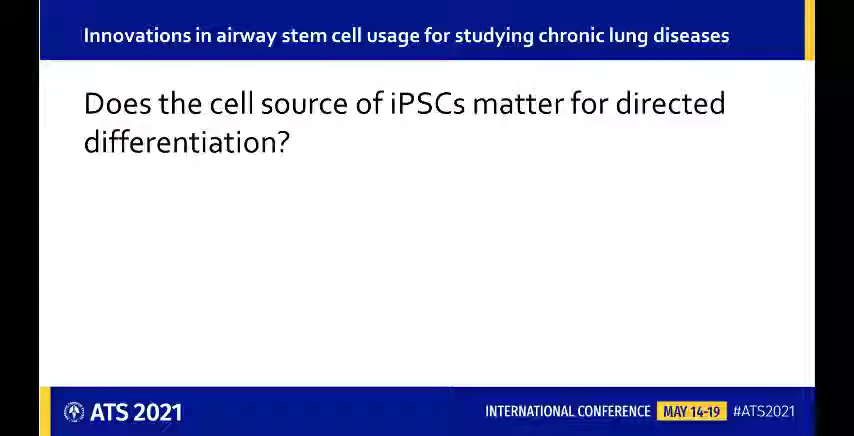 Innovations in airway stem cell usage for studying chronic lung diseases
Does the cell source of iPSCs matter for directed
differentiation?
ATS 2021
INTERNATIONAL CONFERENCE MAY 14-19 #ATS2021